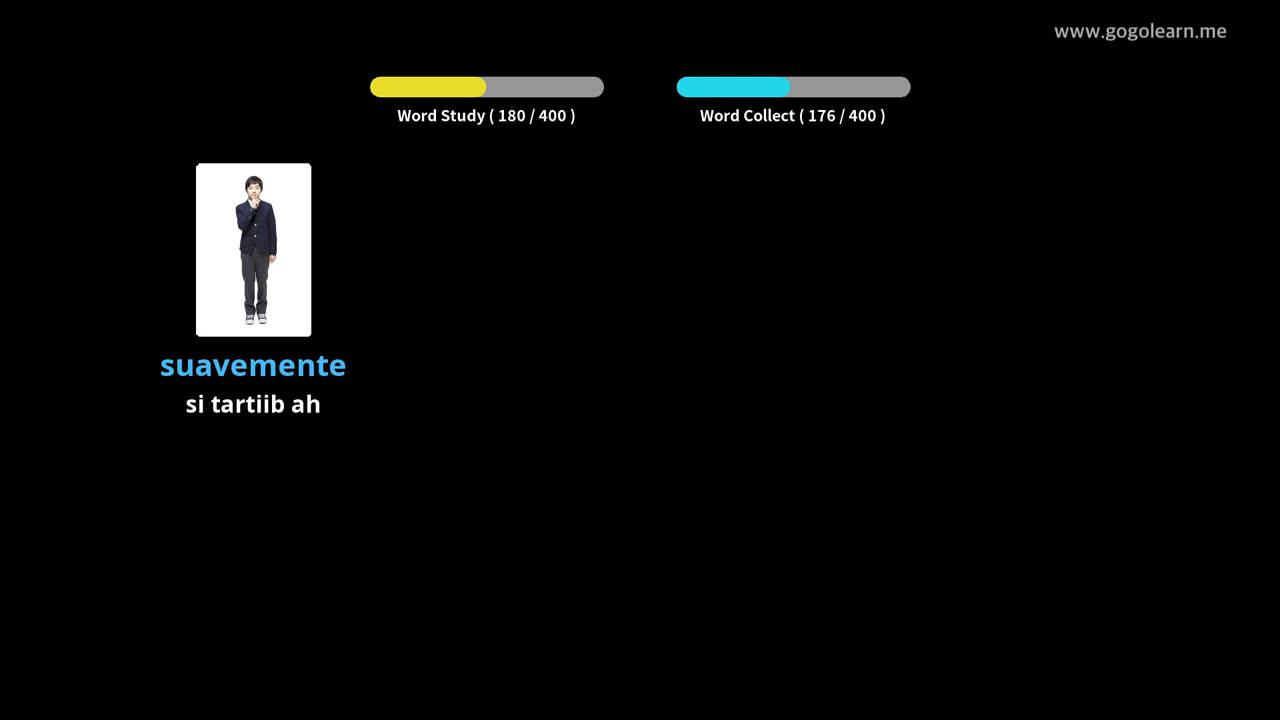 www.gogolearn.me
Word Study ( 180 / 400 )
Word Collect ( 176 / 400 )
suavemente
si tartiib ah